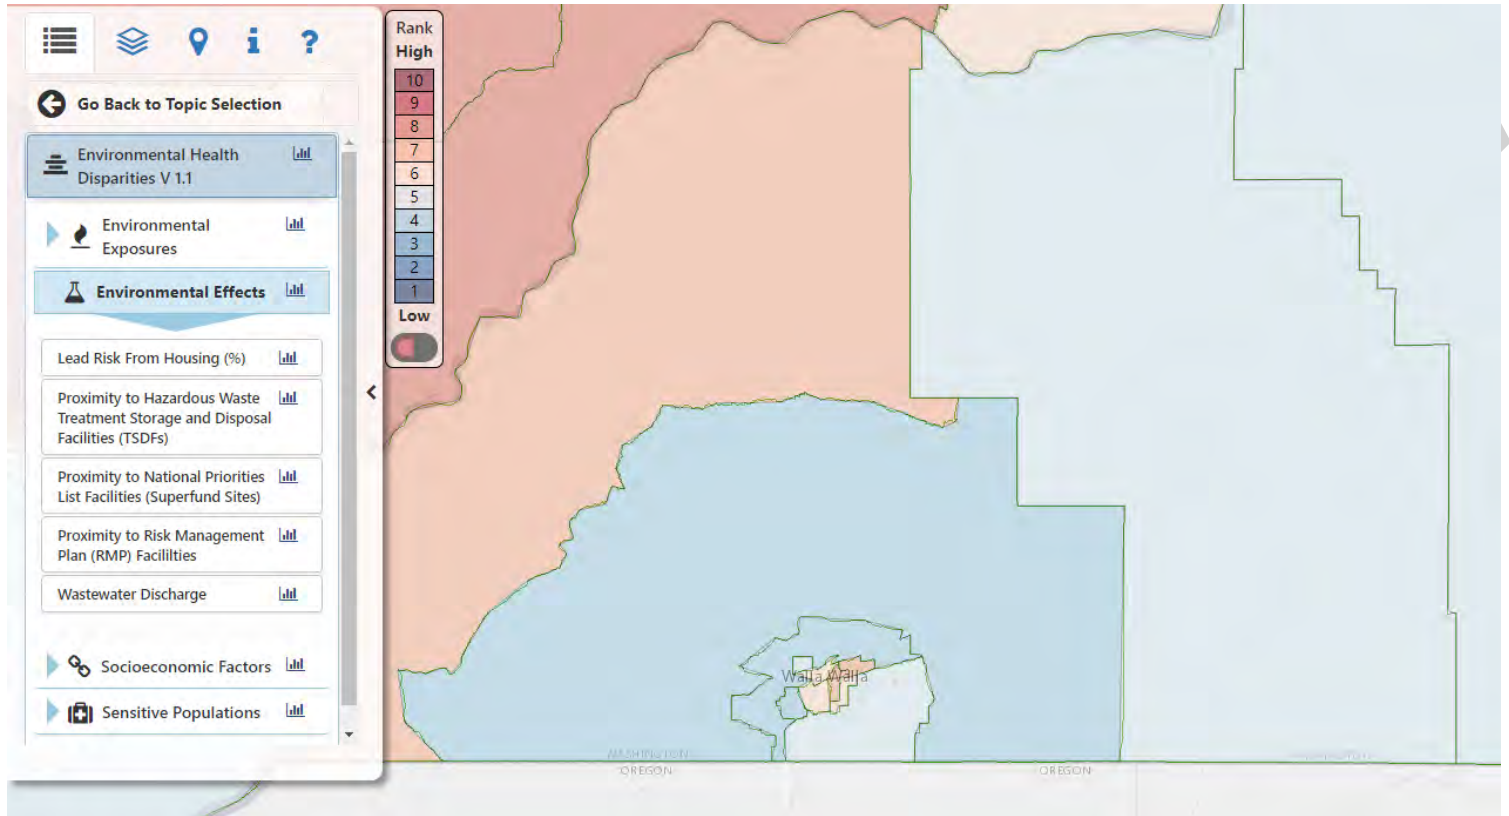 Go Back to Topic Selection
Environmental Health
Disparities V 1.1
Environmental
Exposures
Environmental Effects
Lead Risk From Housing (%)
Proximity to Hazardous Waste
Treatment Storage and Disposal
Facilities (TSDFs)
Proximity to National Priorities
List Facilities (Superfund Sites)
Proximity to Risk Management
Plan (RMP) Facililties
Wastewater Discharge
Socioeconomic Factors
Sensitive Populations
Rank
High
10
9
8
7
6
5
4
3
2
1
Low
Walla Walla
WASHINGTON
OREGON
OREGON